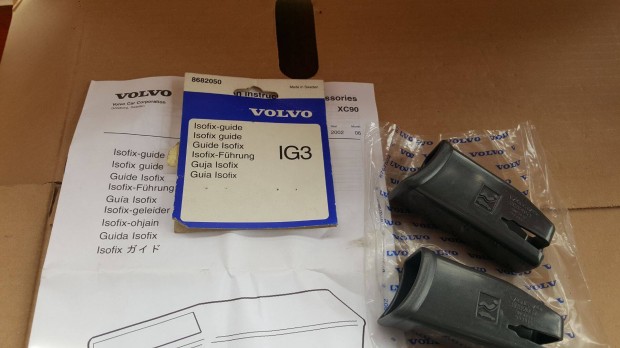 8682050
Made in Sweden
n instruc
VOLVO
Isofix-guide
Isofix guide
Guide Isofix
Isofix-Führung
Guja Isofix
Guia Isofix
IG3
VOLVO
Volvo Car Corporation
essories
XC90
2002 06
Isofix-guide
Isofix guide
Guide Isofix
Isofix-Führung
Guía Isofix
Isofix-geleider
Isofix-ohjain
Guida Isofix
Isofix ガイド
VOLVO
VOLVO